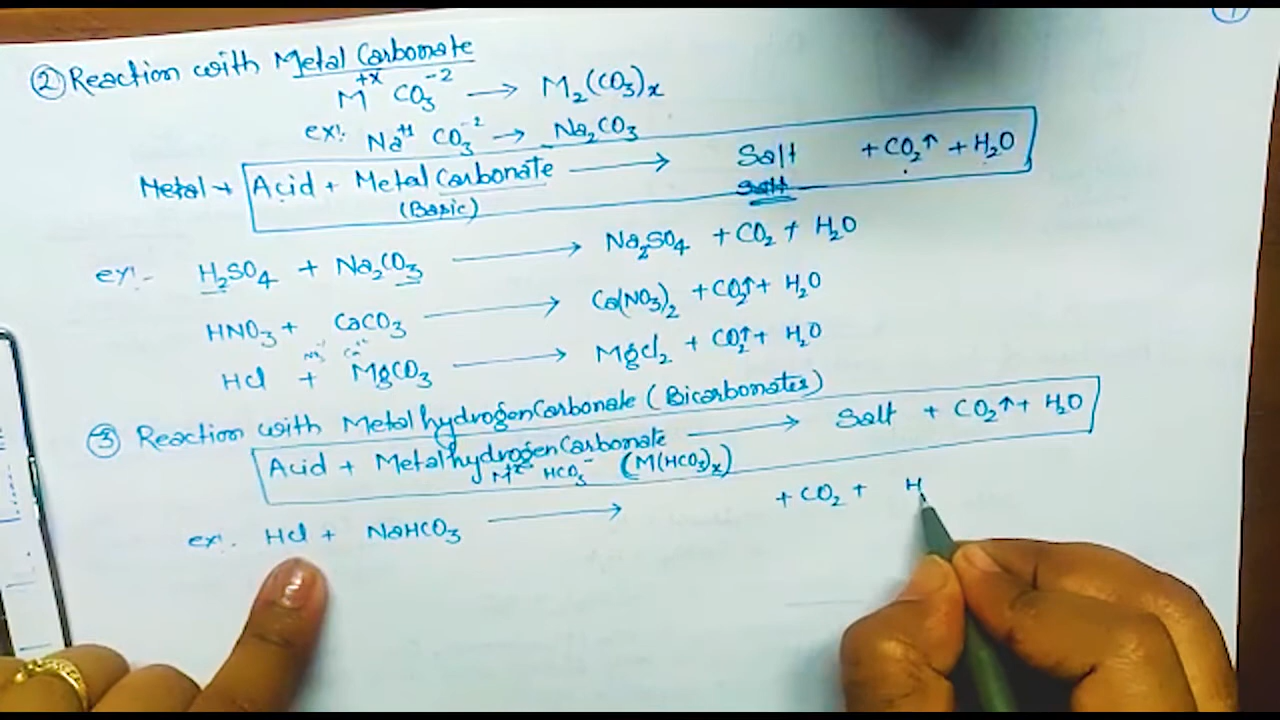 ② Reaction with Metal Carbonate
M⁺ˣ CO₃⁻² → M₂(CO₃)ₓ
ex:- Na⁺¹ CO₃⁻² → Na₂CO₃
Metal + Acid + Metal Carbonate → Salt + CO₂↑ + H₂O
(Basic) Salt
ex:- H₂SO₄ + Na₂CO₃ → Na₂SO₄ + CO₂ + H₂O
HNO₃ + CaCO₃ → Ca(NO₃)₂ + CO₂↑ + H₂O
HCl + MgCO₃ → MgCl₂ + CO₂↑ + H₂O
③ Reaction with Metal hydrogen Carbonate (Bicarbonates)
Acid + Metal hydrogen Carbonate → Salt + CO₂↑ + H₂O
HCO₃⁻ (M(HCO₃)ₓ)
ex:- HCl + NaHCO₃ → + CO₂ + H